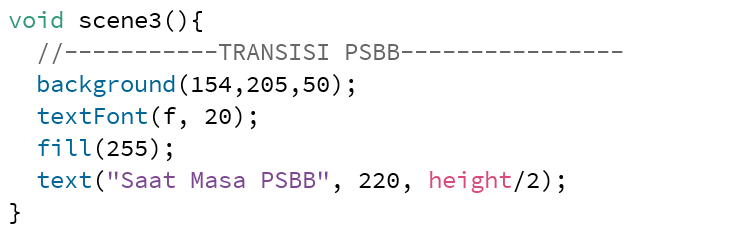 void scene3(){
  //-----------TRANSISI PSBB----------------
  background(154,205,50);
  textFont(f, 20);
  fill(255);
  text("Saat Masa PSBB", 220, height/2);
}